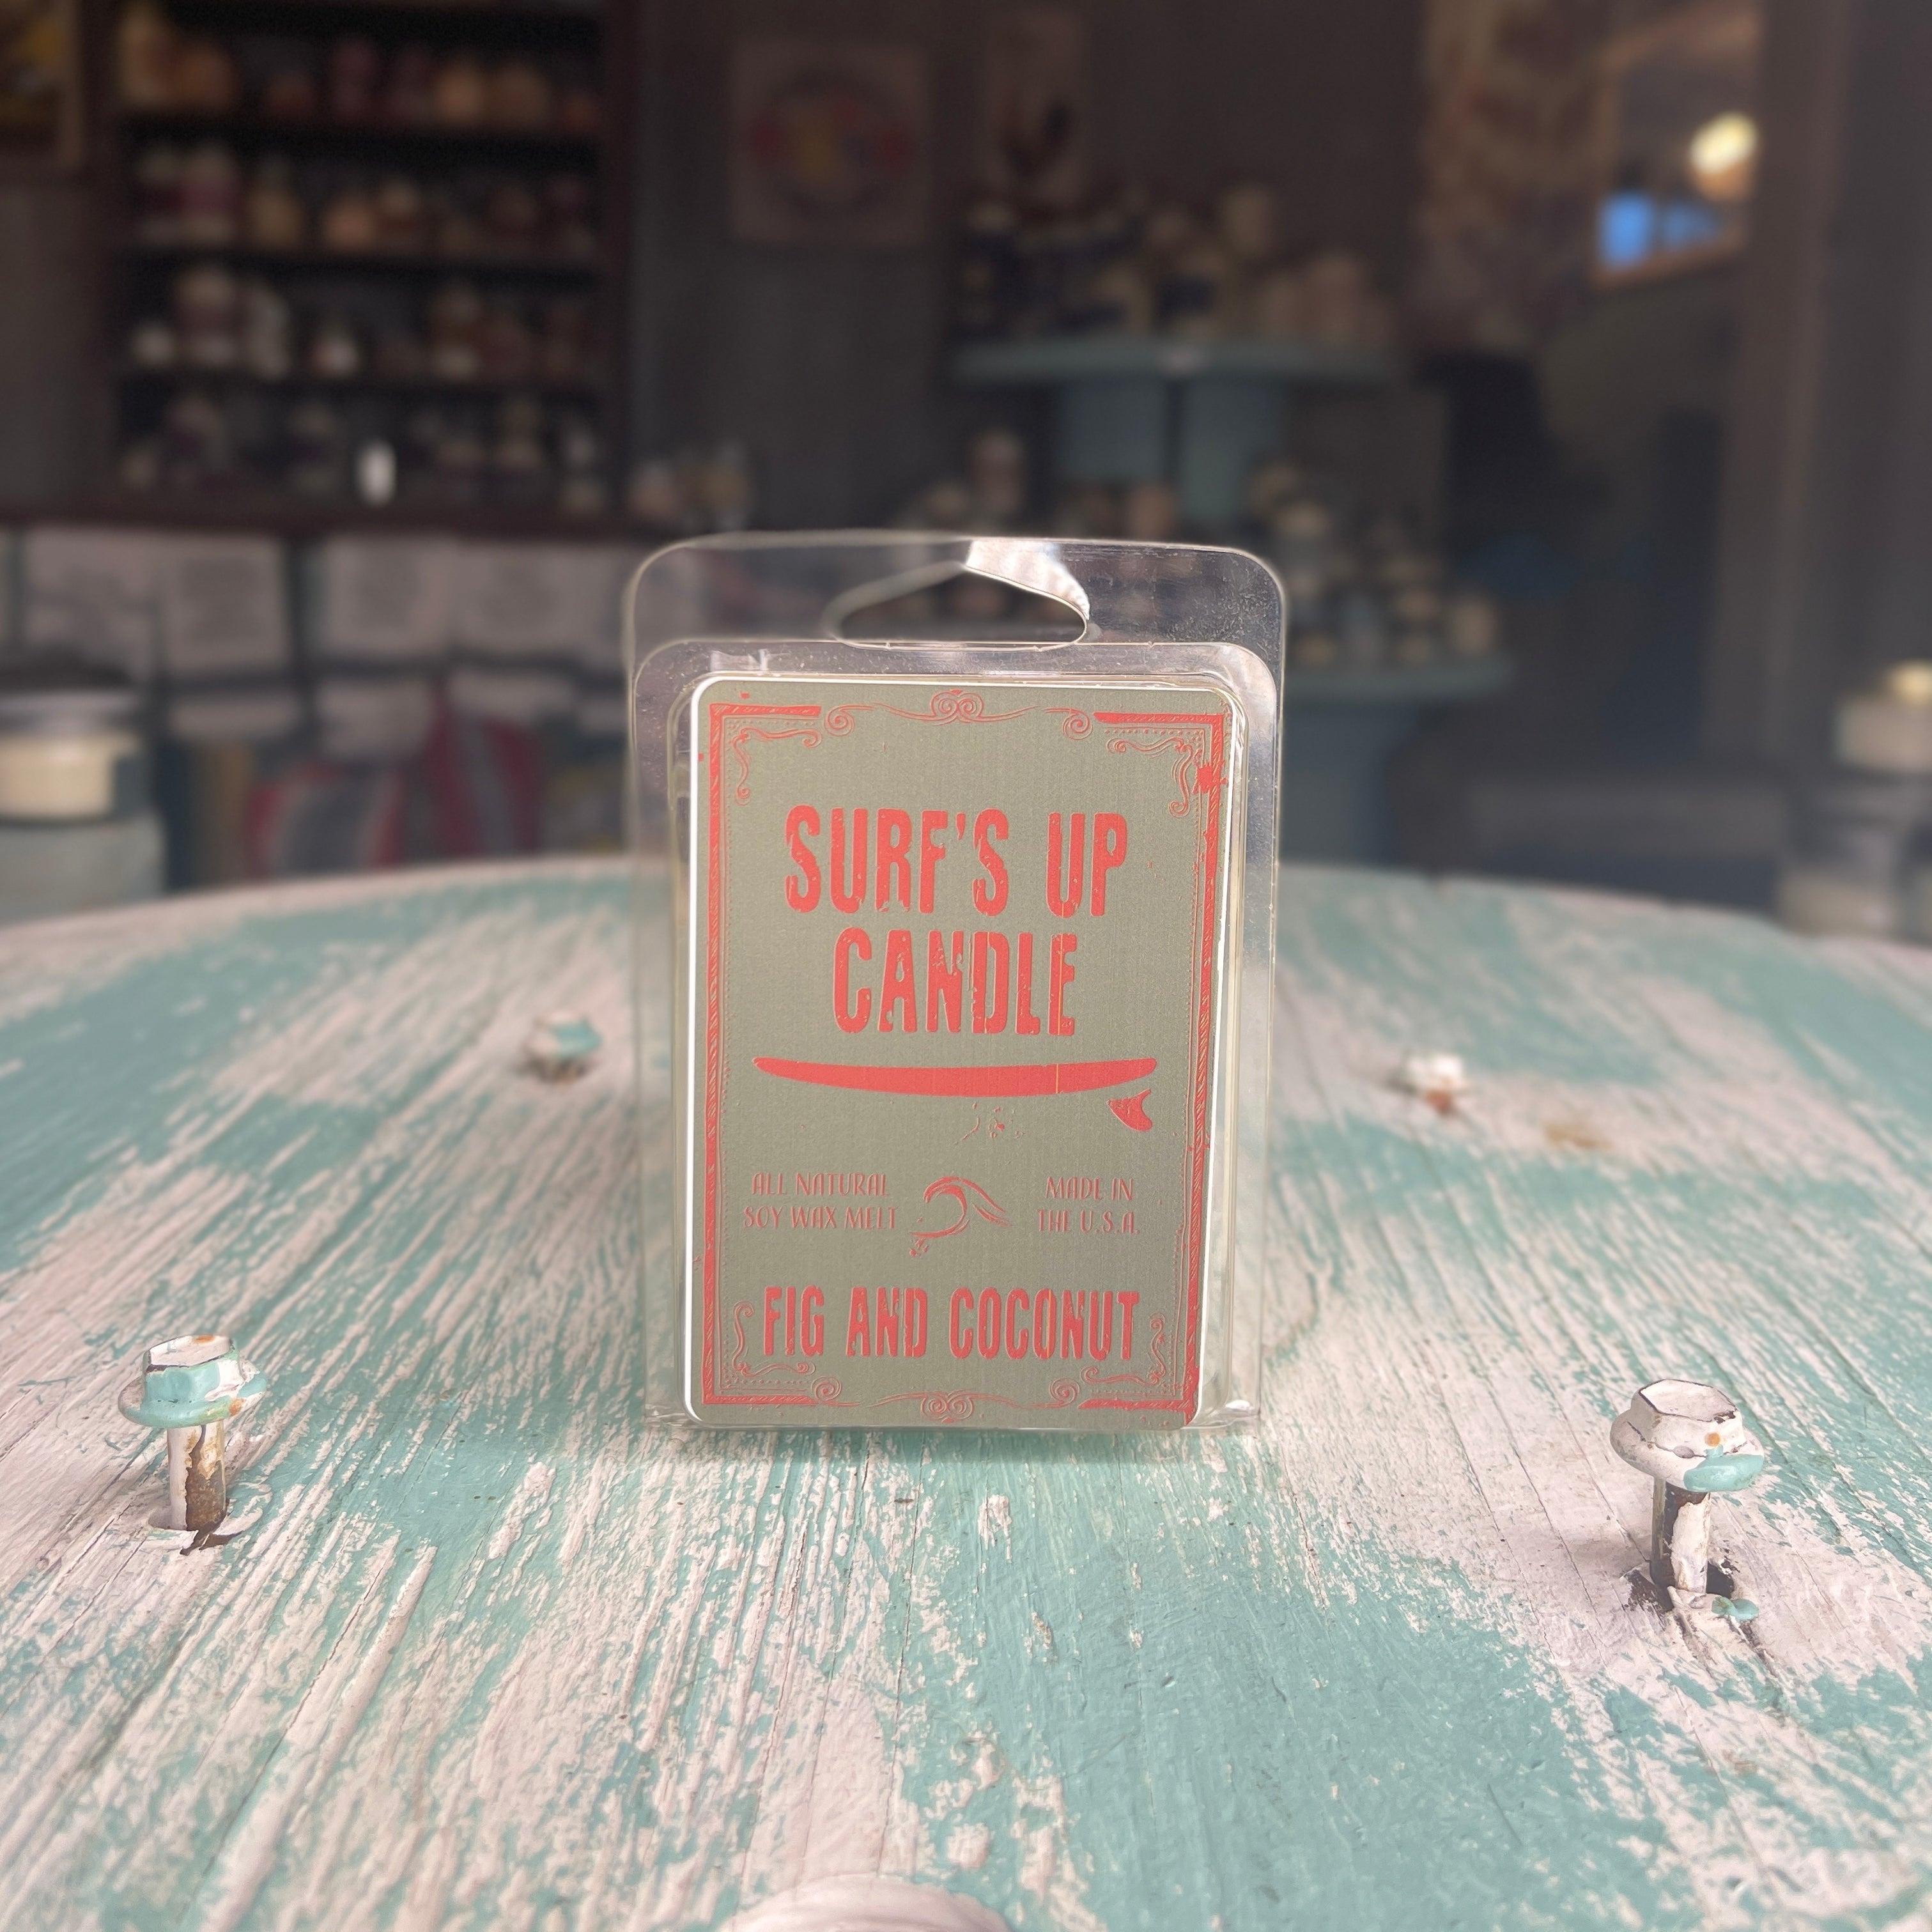 SURF'S UP
CANDLE
ALL NATURAL
SOY WAX MELT
MADE IN
THE U.S.A.
FIG AND COCONUT